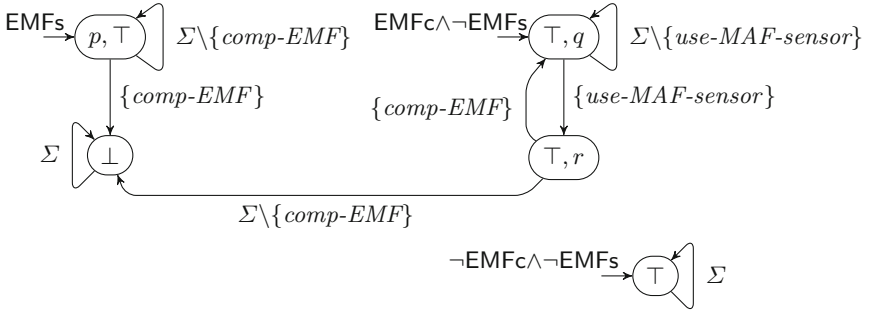 EMFs
p, ⊤
Σ\{comp-EMF}
EMFc∧¬EMFs
⊤, q
Σ\{use-MAF-sensor}
{comp-EMF}
{comp-EMF}
{use-MAF-sensor}
Σ
⊥
⊤, r
Σ\{comp-EMF}
¬EMFc∧¬EMFs
⊤
Σ